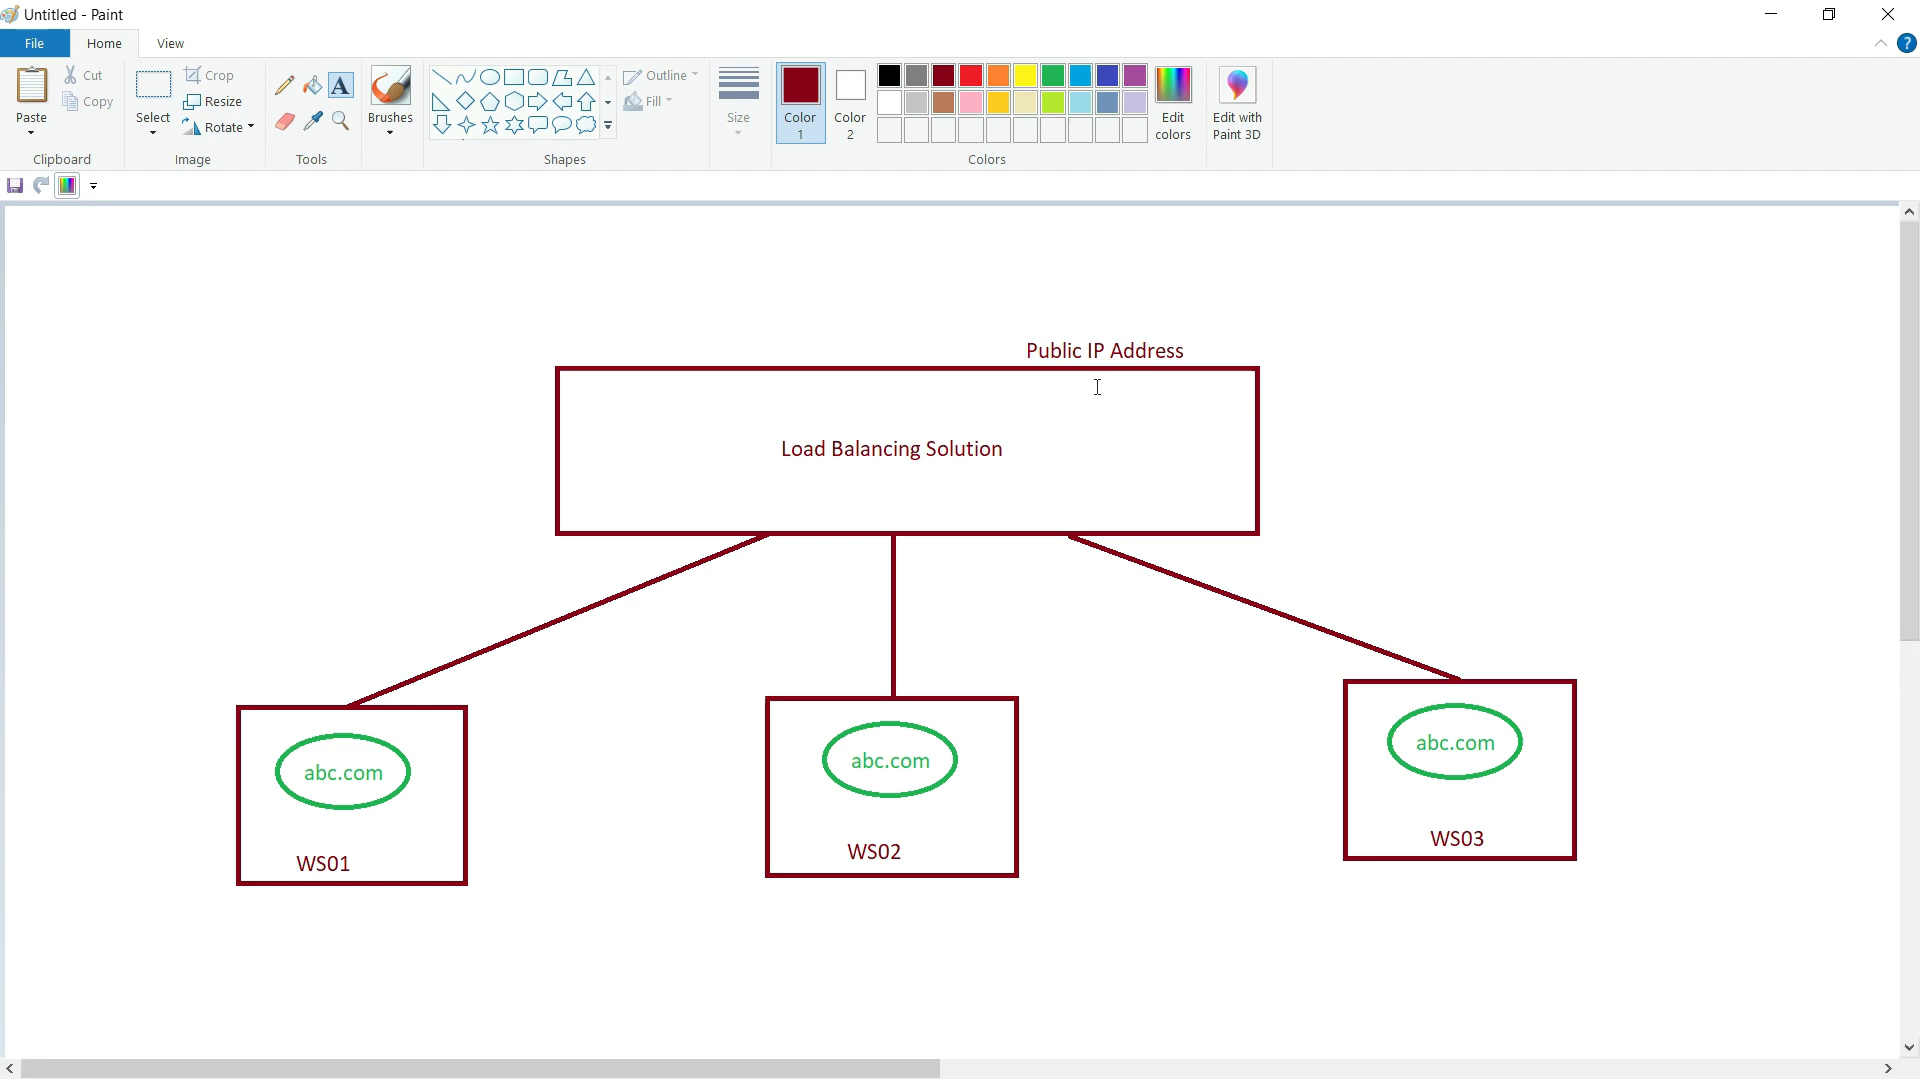 Untitled - Paint
File Home View
Paste
Cut
Copy
Clipboard
Select
Crop
Resize
Rotate
Image
A
Tools
Brushes
Shapes
Outline
Fill
Size
Color
1
Color
2
Colors
Edit
colors
Edit with
Paint 3D
?
Public IP Address
Load Balancing Solution
abc.com
WS01
abc.com
WS02
abc.com
WS03